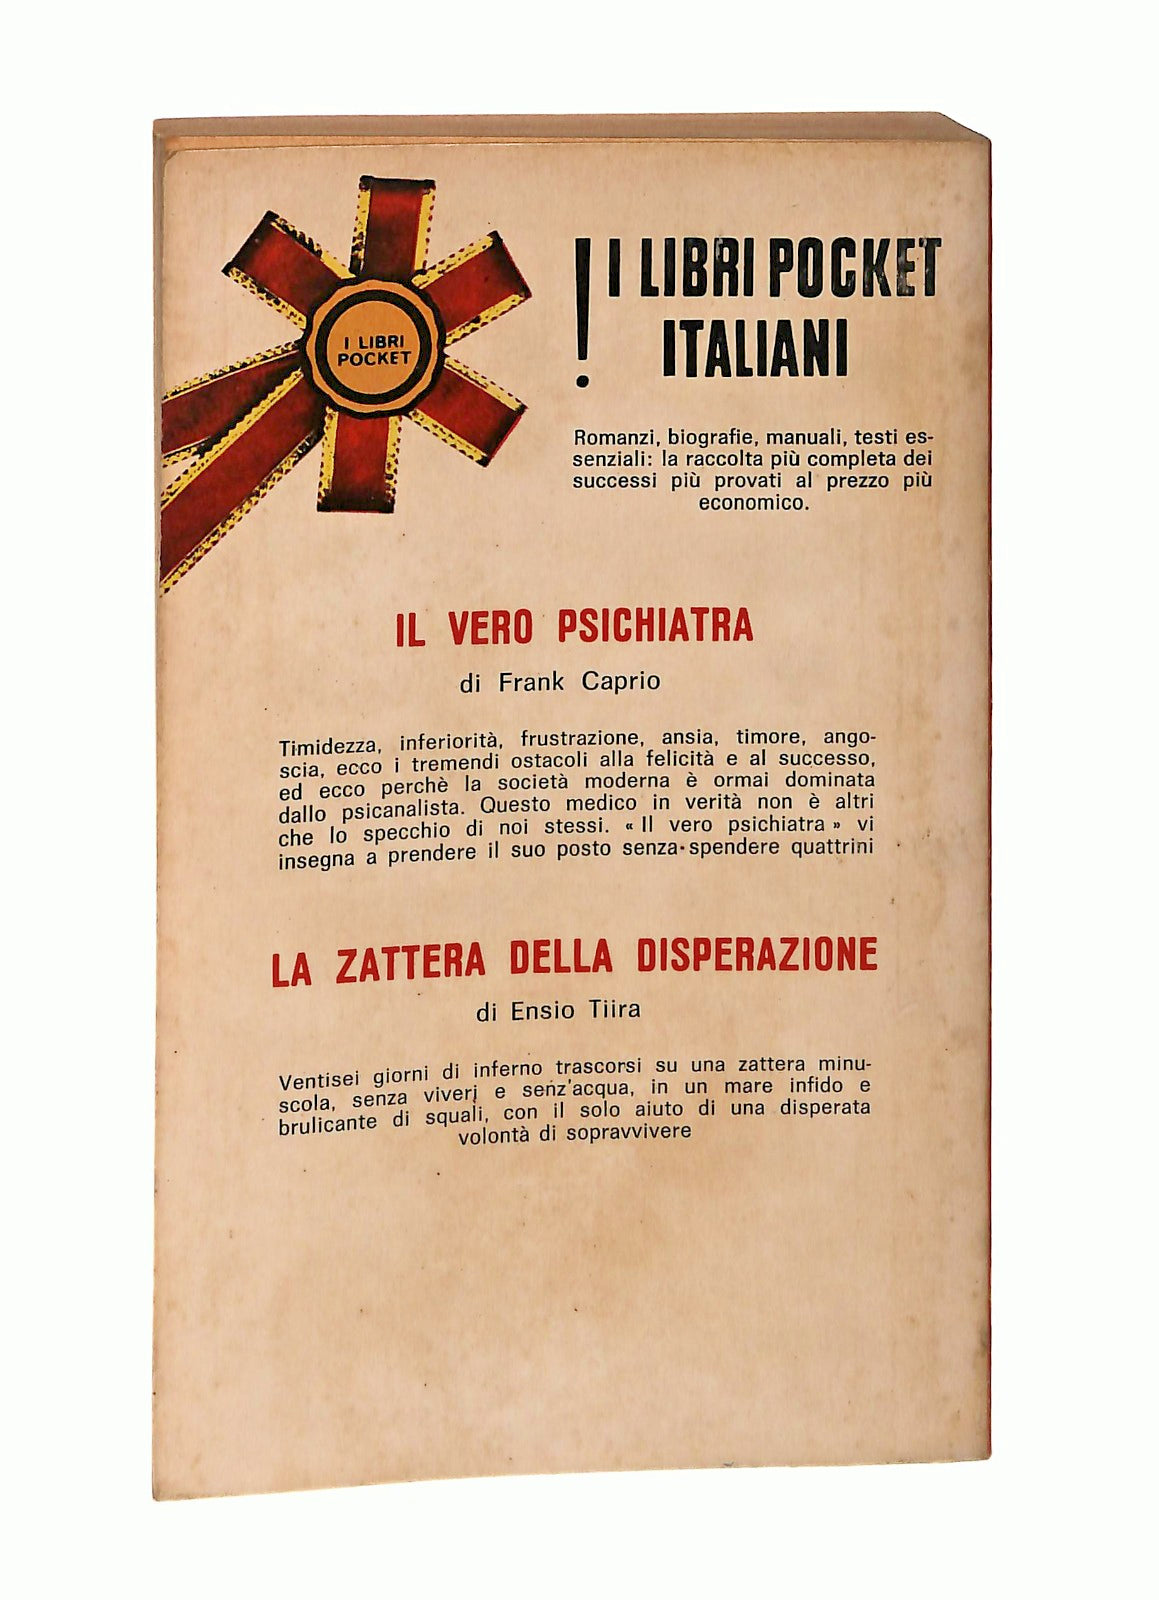 I LIBRI
POCKET
! I LIBRI POCKET
ITALIANI
Romanzi, biografie, manuali, testi es-
senziali: la raccolta più completa dei
successi più provati al prezzo più
economico.
IL VERO PSICHIATRA
di Frank Caprio
Timidezza, inferiorità, frustrazione, ansia, timore, ango-
scia, ecco i tremendi ostacoli alla felicità e al successo,
ed ecco perchè la società moderna è ormai dominata
dallo psicanalista. Questo medico in verità non è altri
che lo specchio di noi stessi. « Il vero psichiatra » vi
insegna a prendere il suo posto senza spendere quattrini
LA ZATTERA DELLA DISPERAZIONE
di Ensio Tiira
Ventisei giorni di inferno trascorsi su una zattera minu-
scola, senza viveri e senz'acqua, in un mare infido e
brulicante di squali, con il solo aiuto di una disperata
volontà di sopravvivere